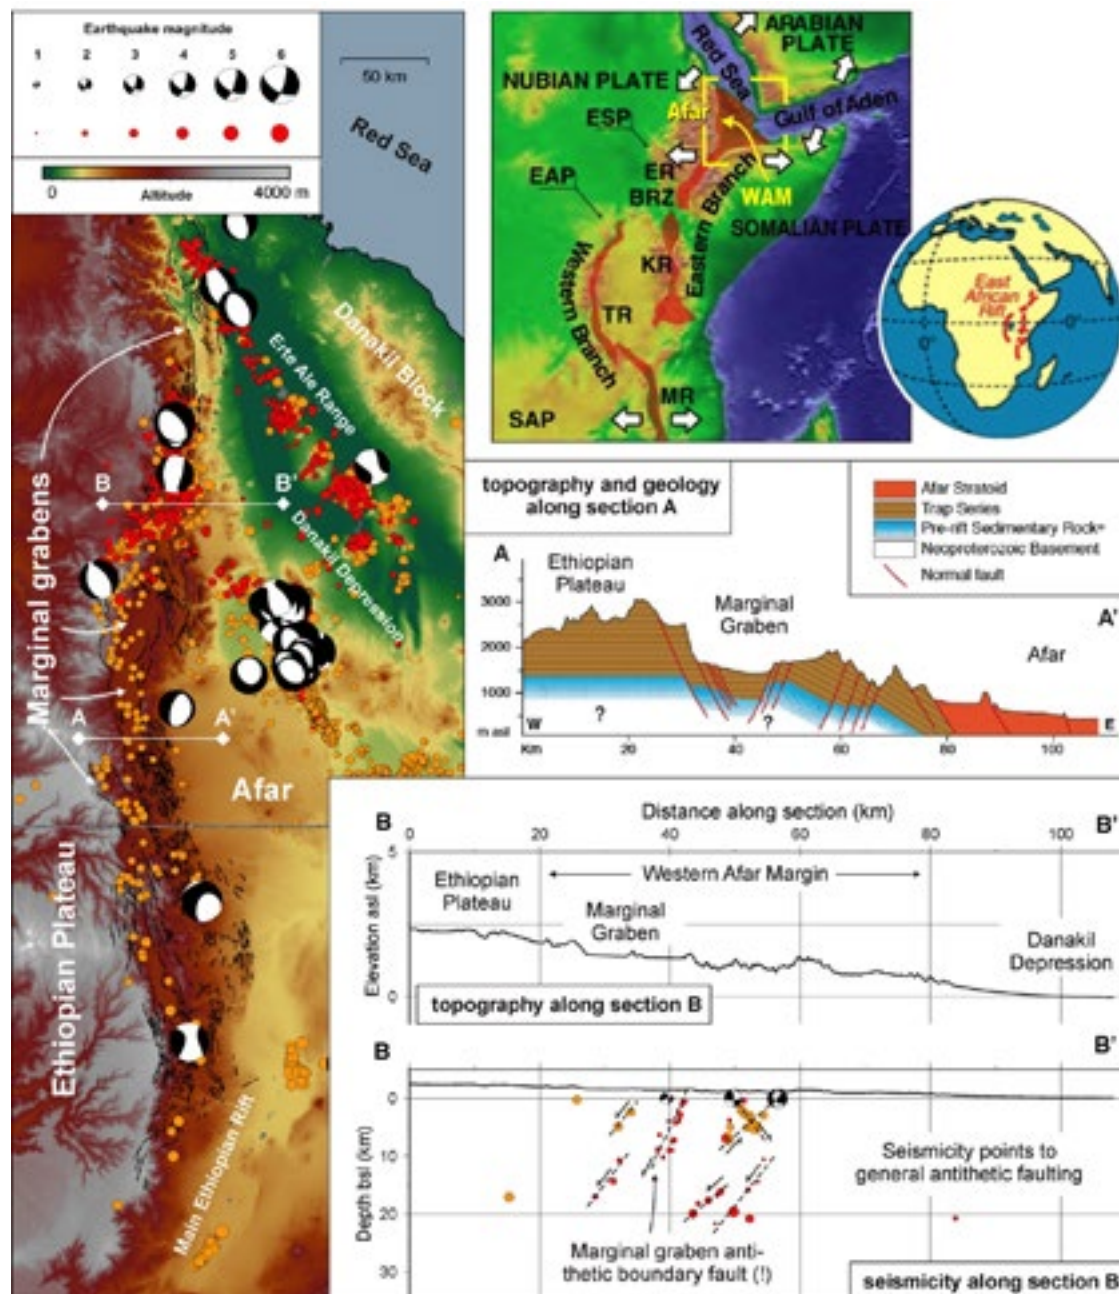 Earthquake magnitude
1 2 3 4 5 6
0 Altitude 4000 m
50 km
Red Sea
Danakil Block
Erte Ale Range
Marginal grabens
B B'
Danakil Depression
A A'
Afar
Ethiopian Plateau
Main Ethiopian Rift
ARABIAN
PLATE
Red Sea
NUBIAN PLATE
Afar
Gulf of Aden
ESP
ER
EAP
BRZ
WAM
Eastern Branch
SOMALIAN PLATE
Western Branch
KR
TR
MR
SAP
East
African
Rift
0°
0°
topography and geology
along section A
Afar Stratoid
Trap Series
Pre-rift Sedimentary Rock
Neoproterozoic Basement
Normal fault
A
Ethiopian
Plateau
3000
Marginal
Graben
A'
2000
Afar
1000
m asl
W ? ? E
Km 20 40 60 80 100
Distance along section (km)
B B'
0 20 40 60 80 100
5
Elevation asl (km)
Ethiopian
Plateau
Western Afar Margin
Marginal
Graben
Danakil
Depression
0
topography along section B
B B'
0
Depth bsl (km)
10
Seismicity points to
general antithetic faulting
20
Marginal graben anti-
thetic boundary fault (!)
30
seismicity along section B